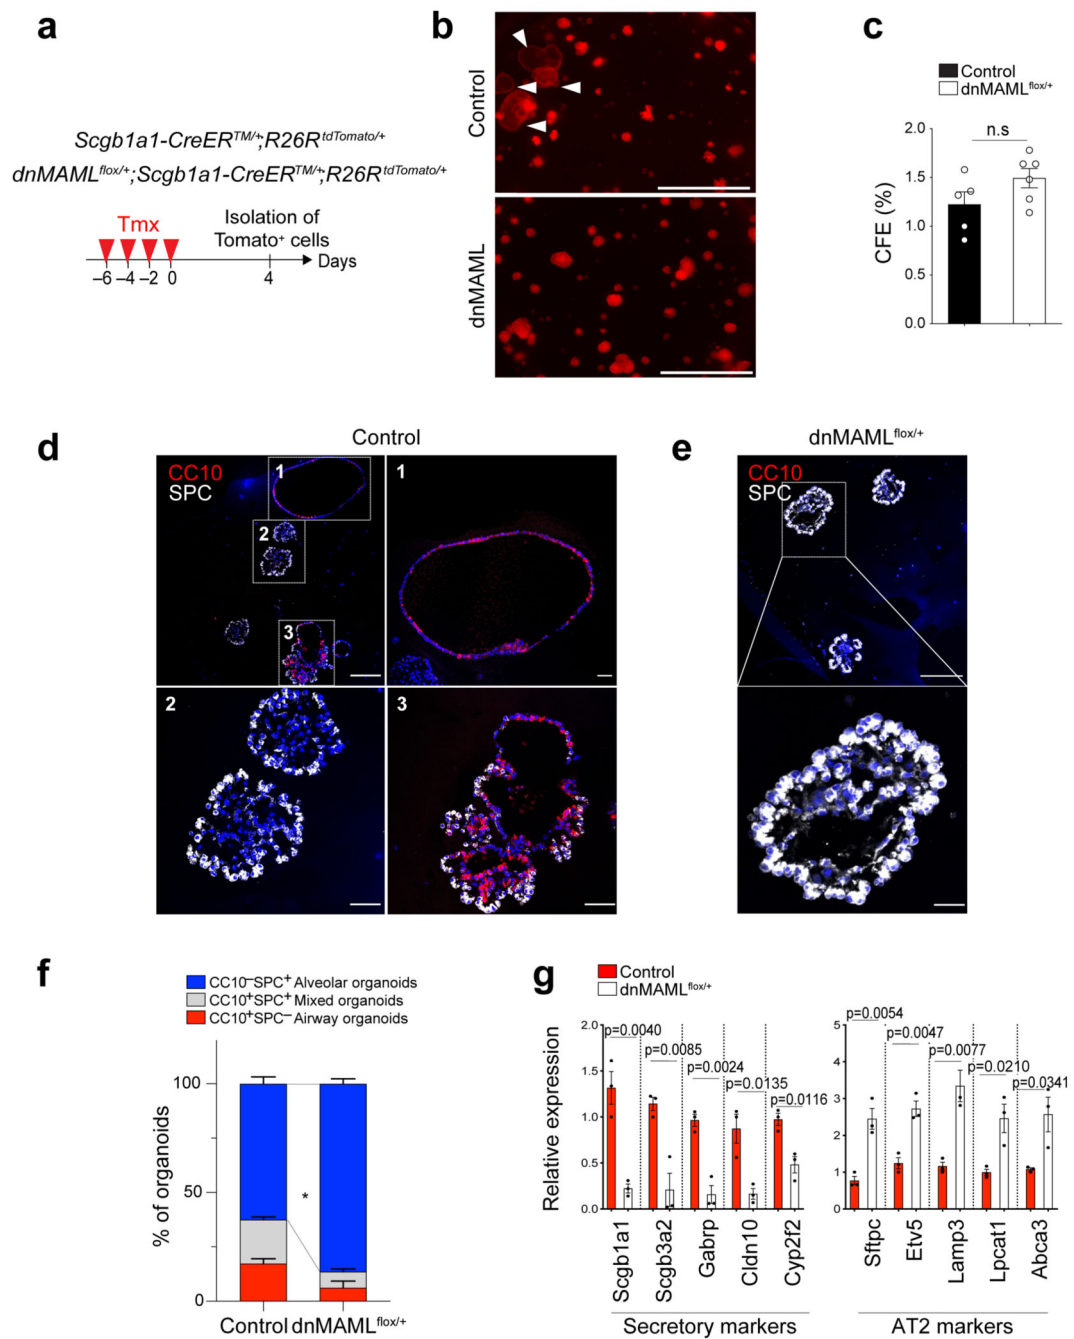 a
Scgb1a1-CreER^TM/+;R26R^tdTomato/+
dnMAML^flox/+;Scgb1a1-CreER^TM/+;R26R^tdTomato/+
Tmx
Isolation of
Tomato⁺ cells
Days
–6 –4 –2 0 4
b
Control
dnMAML
c
Control
dnMAML^flox/+
n.s
2.0
1.5
1.0
0.5
0.0
CFE (%)
d
Control
CC10
SPC
1
2
3
1
2
3
e
dnMAML^flox/+
CC10
SPC
f
CC10⁻SPC⁺ Alveolar organoids
CC10⁺SPC⁺ Mixed organoids
CC10⁺SPC⁻ Airway organoids
% of organoids
100
50
0
*
Control dnMAML^flox/+
g
Control
dnMAML^flox/+
Relative expression
2.0
1.5
1.0
0.5
0.0
p=0.0040
p=0.0085
p=0.0024
p=0.0135
p=0.0116
Scgb1a1
Scgb3a2
Gabrp
Cldn10
Cyp2f2
Secretory markers
5
4
3
2
1
0
p=0.0054
p=0.0047
p=0.0077
p=0.0210
p=0.0341
Sftpc
Etv5
Lamp3
Lpcat1
Abca3
AT2 markers